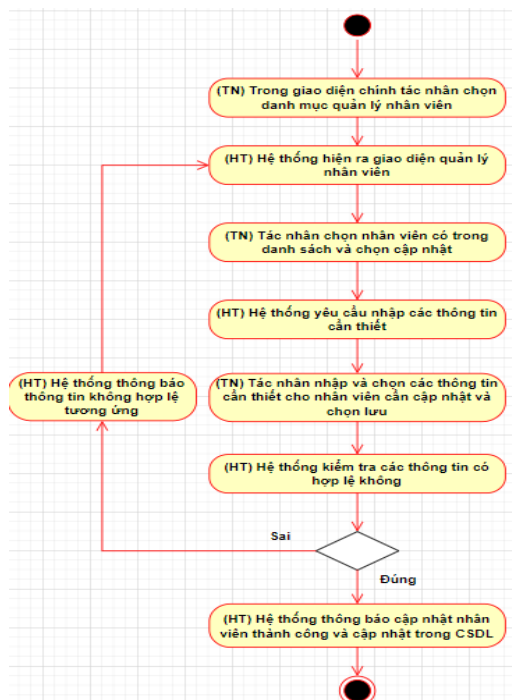 (TN) Trong giao diện chính tác nhân chọn
danh mục quản lý nhân viên
(HT) Hệ thống hiện ra giao diện quản lý
nhân viên
(TN) Tác nhân chọn nhân viên có trong
danh sách và chọn cập nhật
(HT) Hệ thống yêu cầu nhập các thông tin
cần thiết
(HT) Hệ thống thông báo
thông tin không hợp lệ
tương ứng
(TN) Tác nhân nhập và chọn các thông tin
cần thiết cho nhân viên cần cập nhật và
chọn lưu
(HT) Hệ thống kiểm tra các thông tin có
hợp lệ không
Sai
Đúng
(HT) Hệ thống thông báo cập nhật nhân
viên thành công và cập nhật trong CSDL